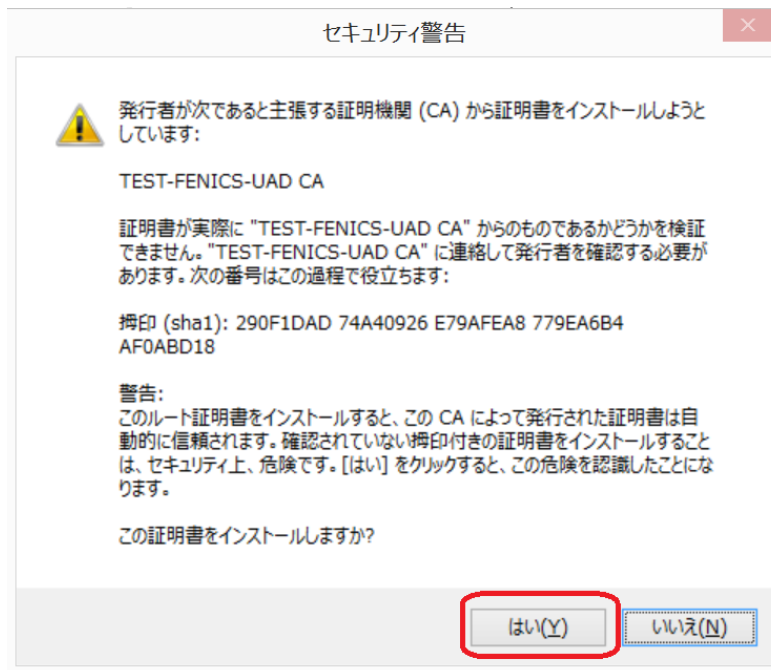 セキュリティ警告
発行者が次であると主張する証明機関 (CA) から証明書をインストールしようと
しています:
TEST-FENICS-UAD CA
証明書が実際に "TEST-FENICS-UAD CA" からのものであるかどうかを検証
できません。"TEST-FENICS-UAD CA" に連絡して発行者を確認する必要が
あります。次の番号はこの過程で役立ちます:
拇印 (sha1): 290F1DAD 74A40926 E79AFEA8 779EA6B4
AF0ABD18
警告:
このルート証明書をインストールすると、この CA によって発行された証明書は自
動的に信頼されます。確認されていない拇印付きの証明書をインストールすること
は、セキュリティ上、危険です。[はい] をクリックすると、この危険を認識したことにな
ります。
この証明書をインストールしますか?
はい(Y)
いいえ(N)